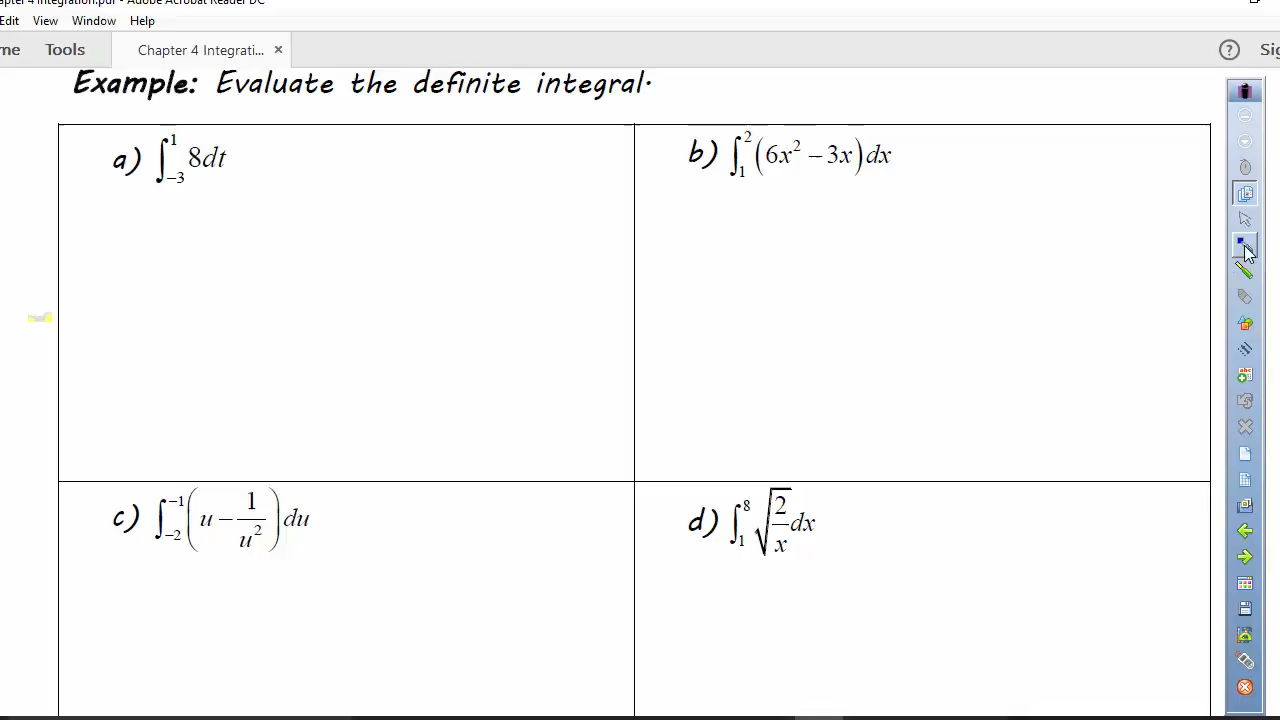 apter 4 Integration.pdf - Adobe Acrobat Reader DC
Edit View Window Help
me Tools Chapter 4 Integrati... × ? Sig
Example: Evaluate the definite integral.
a) ∫_{-3}^{1} 8dt
b) ∫_{1}^{2} (6x² − 3x) dx
c) ∫_{-2}^{-1} (u − 1/u²) du
d) ∫_{1}^{8} √(2/x) dx